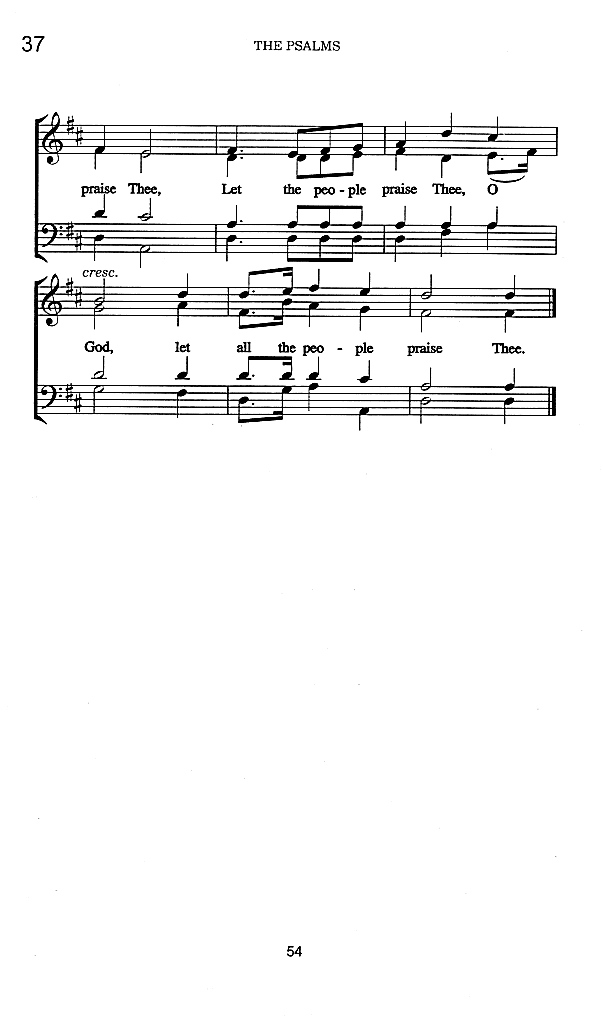 37
THE PSALMS
praise Thee, Let the peo - ple praise Thee, O
cresc.
God, let all the peo - ple praise Thee.
54